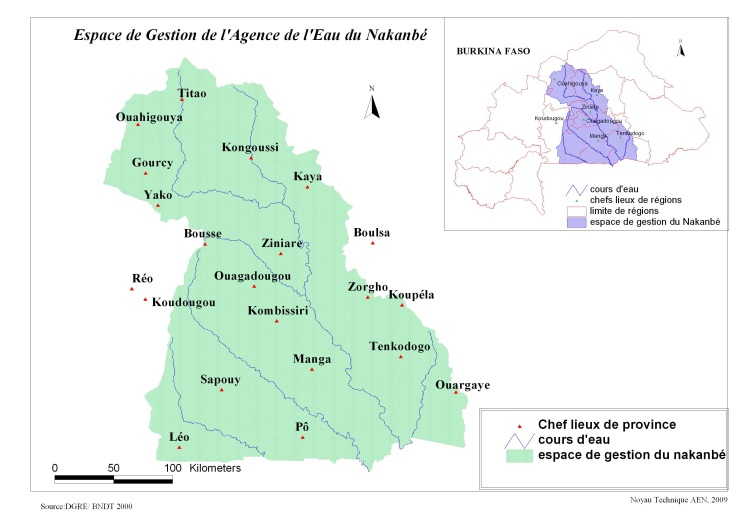 Espace de Gestion de l'Agence de l'Eau du Nakanbé
N
Titao
Ouahigouya
Kongoussi
Gourcy
Kaya
Yako
Bousse
Ziniare
Boulsa
Réo
Ouagadougou
Koudougou
Zorgho
Koupéla
Kombissiri
Tenkodogo
Manga
Sapouy
Ouargaye
Pô
Léo
0 50 100 Kilometers
BURKINA FASO
N
Ouahigouya
Kaya
Ziniare
Koudougou
Ouagadougou
Tenkodogo
Manga
cours d'eau
chefs lieux de régions
limite de régions
espace de gestion du Nakanbé
Chef lieux de province
cours d'eau
espace de gestion du nakanbé
Source:DGRE/ BNDT 2000
Noyau Technique AEN, 2009